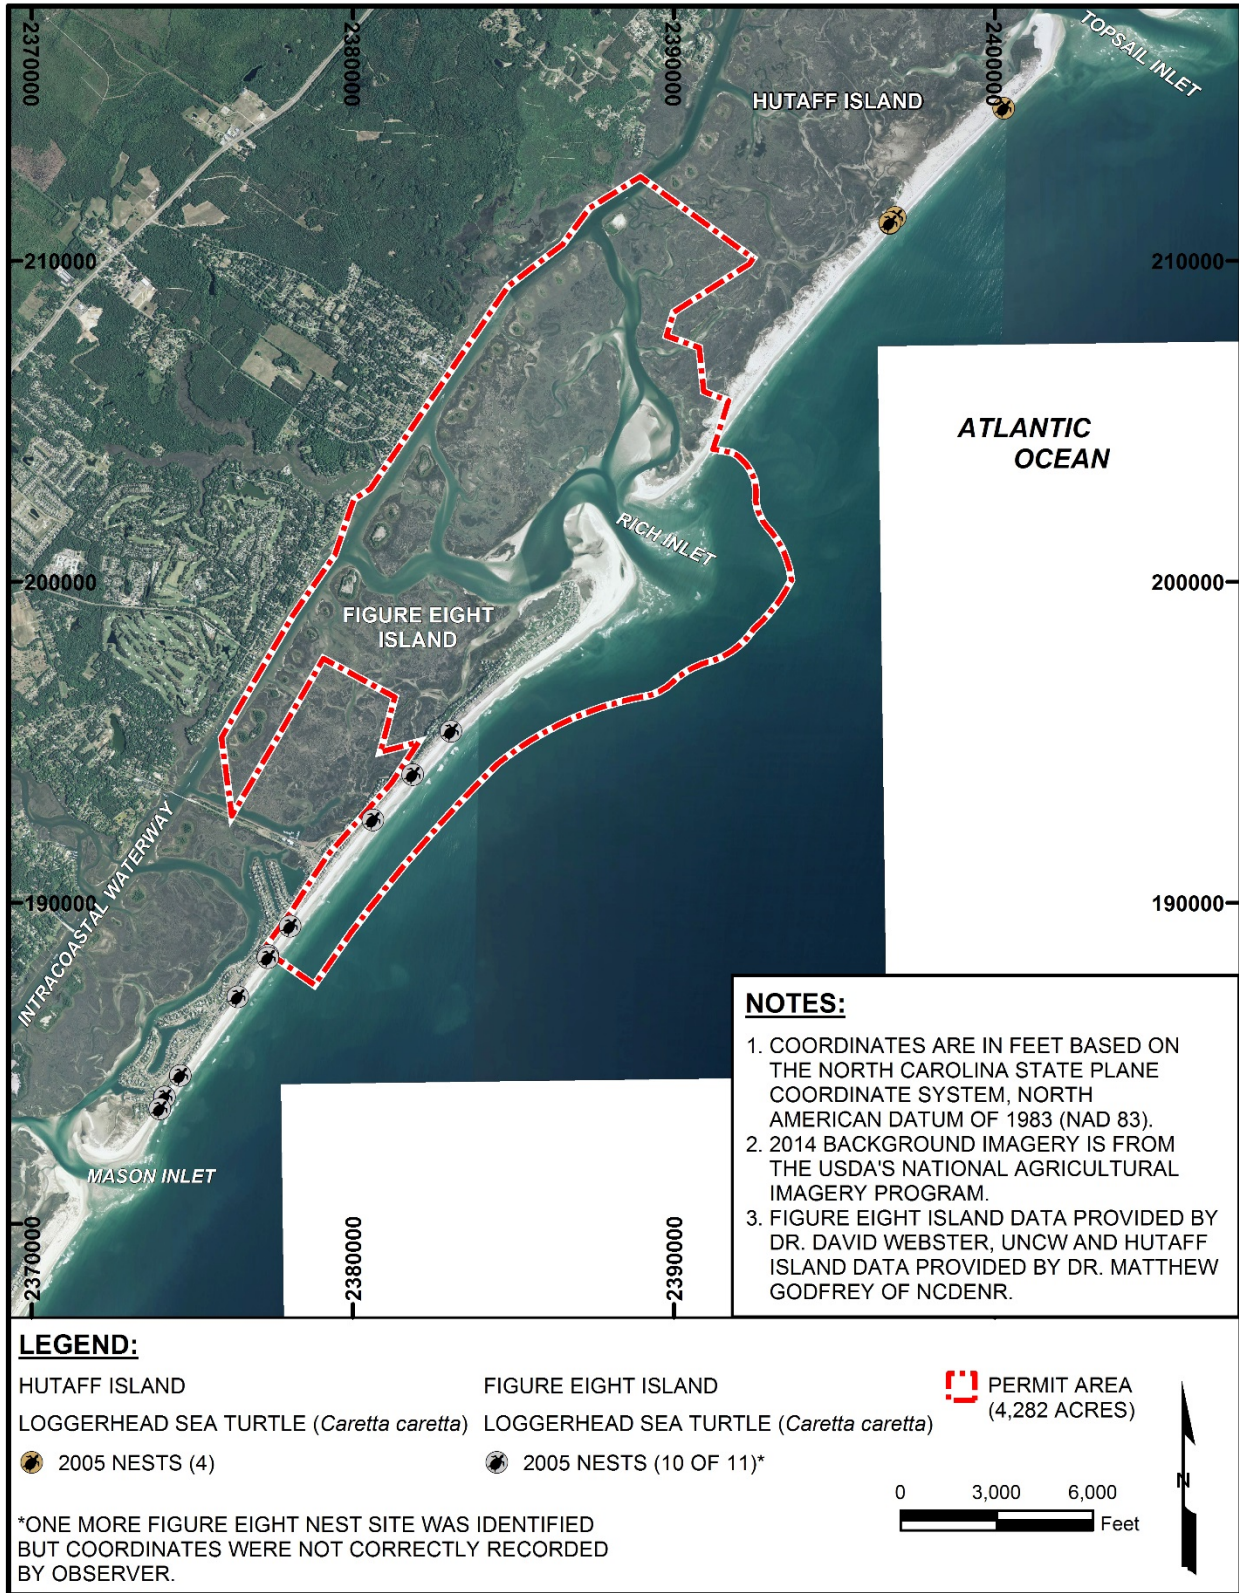 2370000
2380000
2390000
2400000
TOPSAIL INLET
HUTAFF ISLAND
210000
210000
ATLANTIC
OCEAN
RICH INLET
200000
200000
FIGURE EIGHT
ISLAND
INTRACOASTAL WATERWAY
190000
190000
MASON INLET
2370000
2380000
2390000
NOTES:
1. COORDINATES ARE IN FEET BASED ON
THE NORTH CAROLINA STATE PLANE
COORDINATE SYSTEM, NORTH
AMERICAN DATUM OF 1983 (NAD 83).
2. 2014 BACKGROUND IMAGERY IS FROM
THE USDA'S NATIONAL AGRICULTURAL
IMAGERY PROGRAM.
3. FIGURE EIGHT ISLAND DATA PROVIDED BY
DR. DAVID WEBSTER, UNCW AND HUTAFF
ISLAND DATA PROVIDED BY DR. MATTHEW
GODFREY OF NCDENR.
LEGEND:
HUTAFF ISLAND
LOGGERHEAD SEA TURTLE (Caretta caretta)
2005 NESTS (4)
FIGURE EIGHT ISLAND
LOGGERHEAD SEA TURTLE (Caretta caretta)
2005 NESTS (10 OF 11)*
PERMIT AREA
(4,282 ACRES)
*ONE MORE FIGURE EIGHT NEST SITE WAS IDENTIFIED
BUT COORDINATES WERE NOT CORRECTLY RECORDED
BY OBSERVER.
0 3,000 6,000
Feet
N